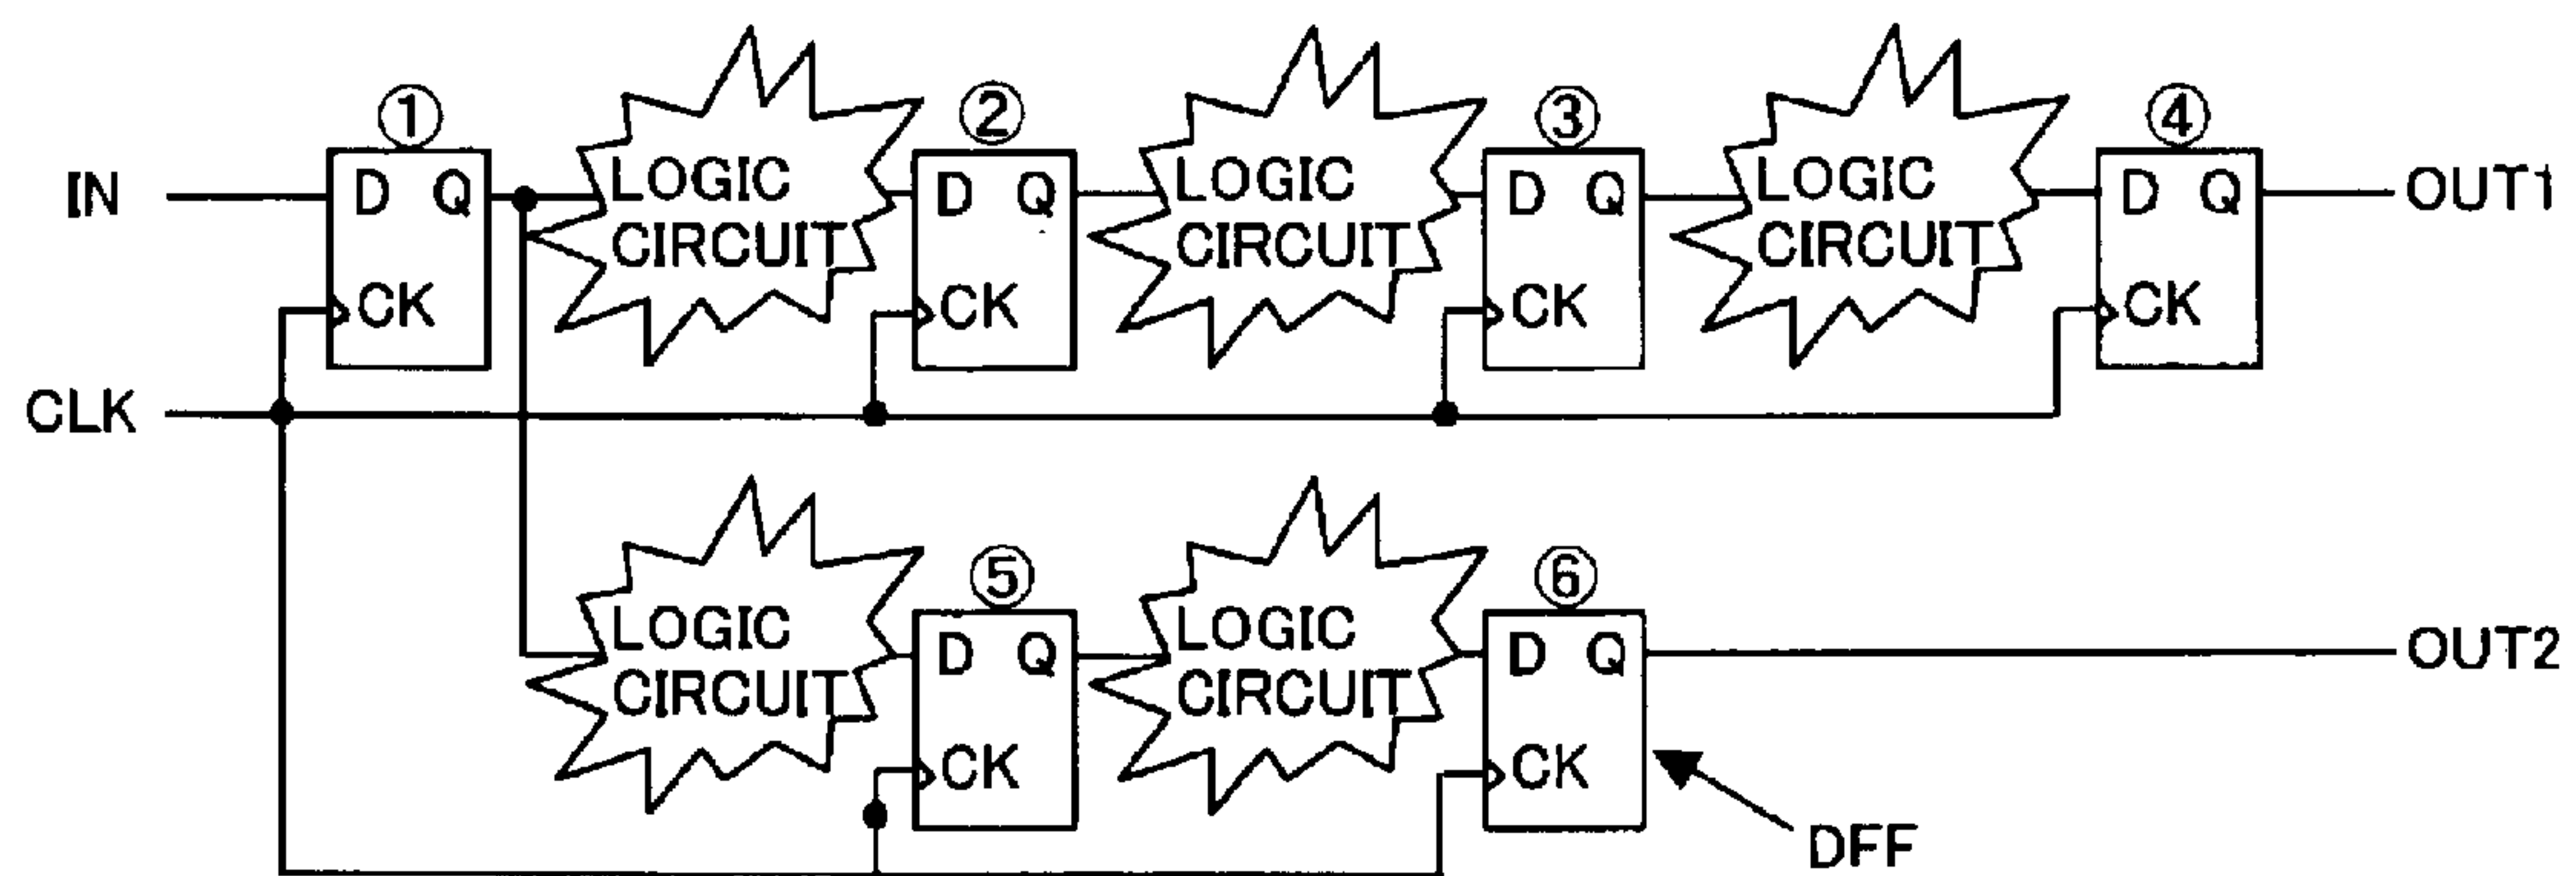 ①
②
③
④
IN
D Q
LOGIC
CIRCUIT
D Q
LOGIC
CIRCUIT
D Q
LOGIC
CIRCUIT
D Q
OUT1
CK
CK
CK
CK
CLK
⑤
⑥
LOGIC
CIRCUIT
D Q
LOGIC
CIRCUIT
D Q
OUT2
CK
CK
DFF